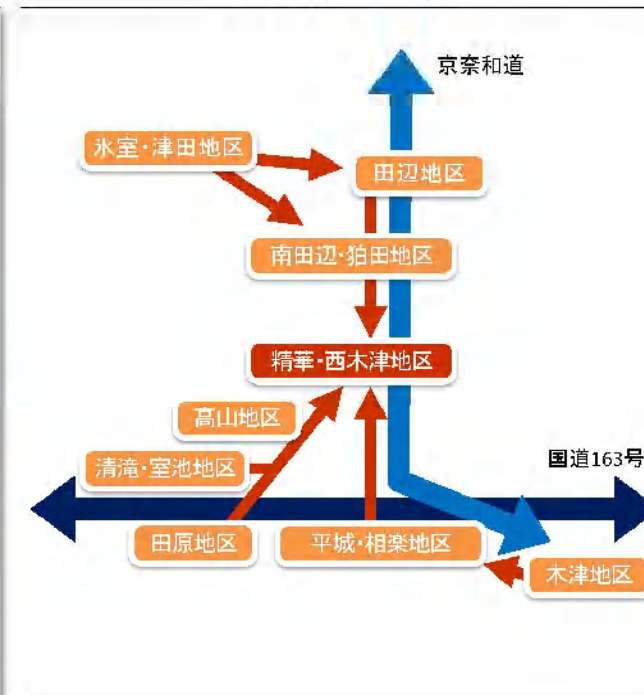 京奈和道
氷室・津田地区
田辺地区
南田辺・狛田地区
精華・西木津地区
高山地区
清滝・室池地区
国道163号
田原地区
平城・相楽地区
木津地区